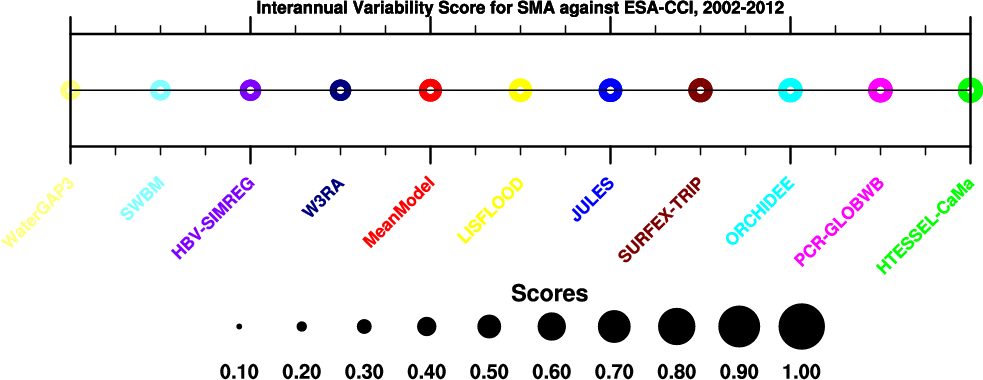 Interannual Variability Score for SMA against ESA-CCI, 2002-2012
WaterGAP3
SWBM
HBV-SIMREG
W3RA
MeanModel
LISFLOOD
JULES
SURFEX-TRIP
ORCHIDEE
PCR-GLOBWB
HTESSEL-CaMa
Scores
0.10 0.20 0.30 0.40 0.50 0.60 0.70 0.80 0.90 1.00